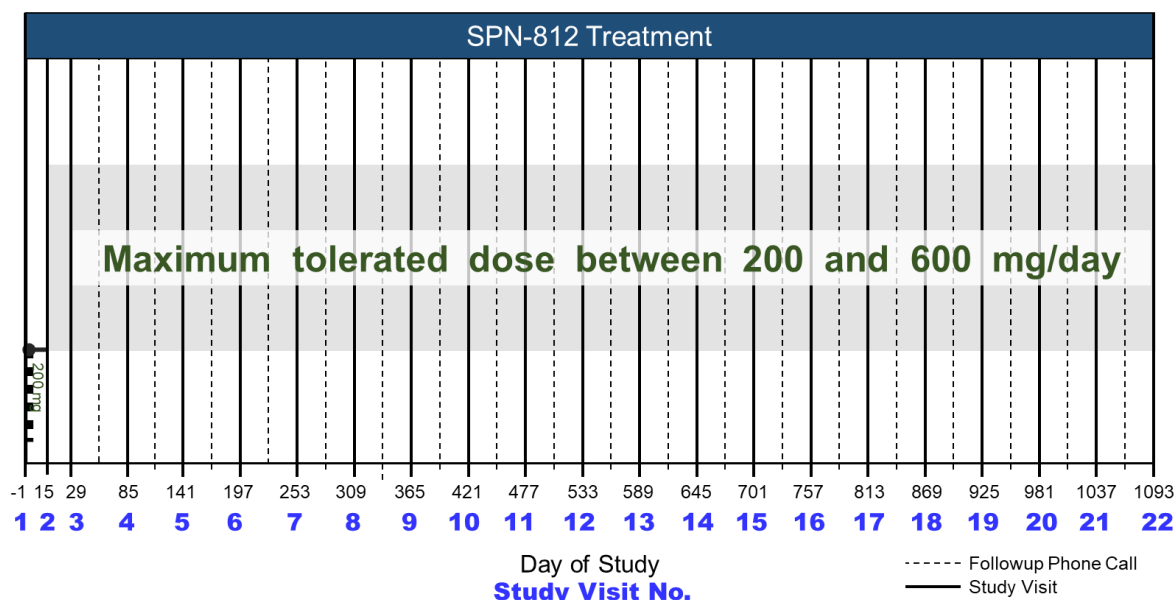 SPN-812 Treatment
Maximum tolerated dose between 200 and 600 mg/day
200 mg
-1 15 29 85 141 197 253 309 365 421 477 533 589 645 701 757 813 869 925 981 1037 1093
1 2 3 4 5 6 7 8 9 10 11 12 13 14 15 16 17 18 19 20 21 22
Day of Study
Study Visit No.
Followup Phone Call
Study Visit